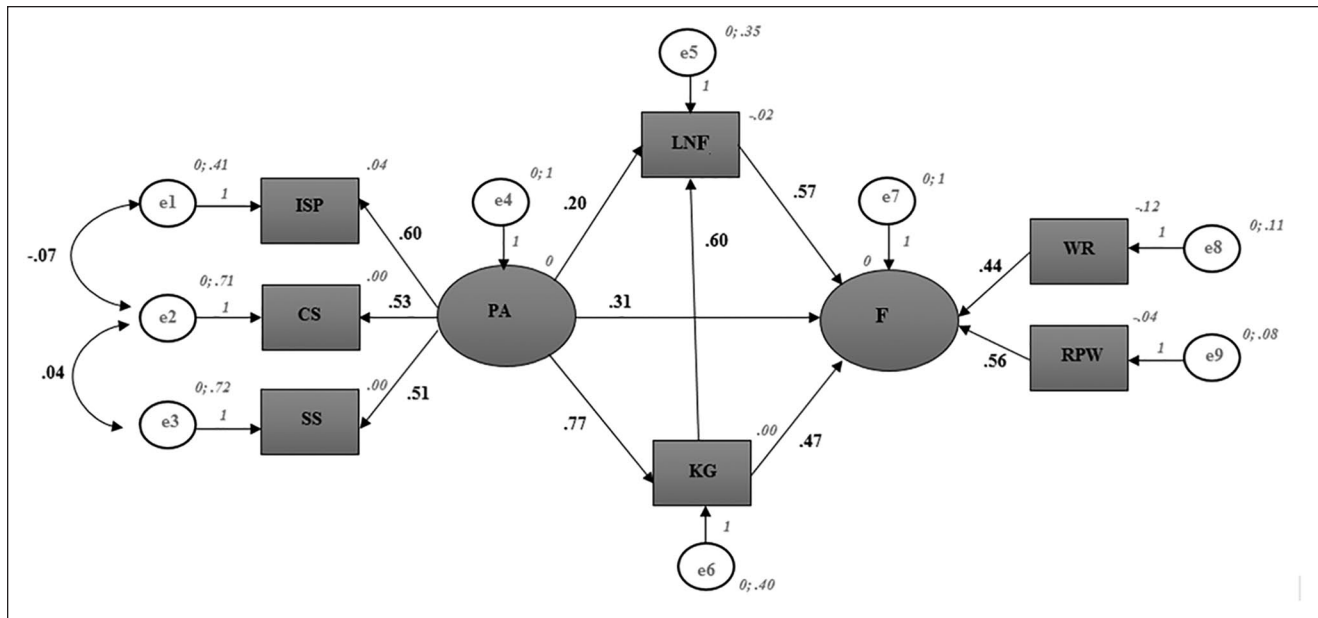 0; .35
e5
1
-.02
LNF
0; .41
.04
e1
1
ISP
0; 1
e4
1
.20
.57
0; 1
e7
1
-.12
WR
1
0; .11
e8
.60
.60
-.07
0; .71
.00
e2
1
CS
.53
0
PA
.31
0
F
.44
-.04
RPW
1
0; .08
e9
.56
.04
0; .72
.00
e3
1
SS
.51
.77
.00
KG
.47
1
e6
0; .40